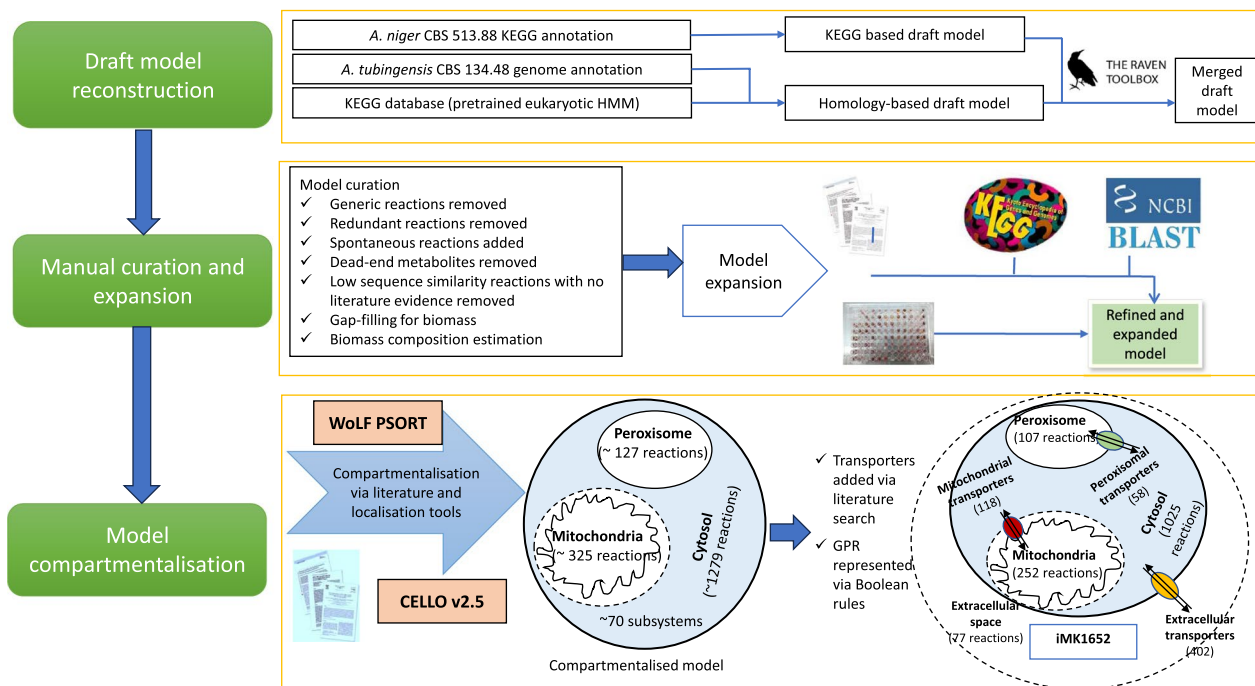 Draft model
reconstruction
A. niger CBS 513.88 KEGG annotation
A. tubingensis CBS 134.48 genome annotation
KEGG database (pretrained eukaryotic HMM)
KEGG based draft model
Homology-based draft model
THE RAVEN
TOOLBOX
Merged
draft
model
Manual curation and
expansion
Model curation
✓ Generic reactions removed
✓ Redundant reactions removed
✓ Spontaneous reactions added
✓ Dead-end metabolites removed
✓ Low sequence similarity reactions with no
literature evidence removed
✓ Gap-filling for biomass
✓ Biomass composition estimation
Model
expansion
KEGG
Kyoto Encyclopedia of
Genes and Genomes
NCBI
BLAST
Refined and
expanded
model
Model
compartmentalisation
WoLF PSORT
Compartmentalisation
via literature and
localisation tools
CELLO v2.5
Peroxisome
(~ 127 reactions)
Mitochondria
~ 325 reactions)
Cytosol
(~1279 reactions)
~70 subsystems
Compartmentalised model
✓ Transporters
added via
literature
search
✓ GPR
represented
via Boolean
rules
Peroxisome
(107 reactions)
Mitochondrial
transporters
(118)
Peroxisomal
transporters
(58)
Cytosol
(1025
reactions)
Mitochondria
(252 reactions)
Extracellular
space
(77 reactions)
iMK1652
Extracellular
transporters
(402)